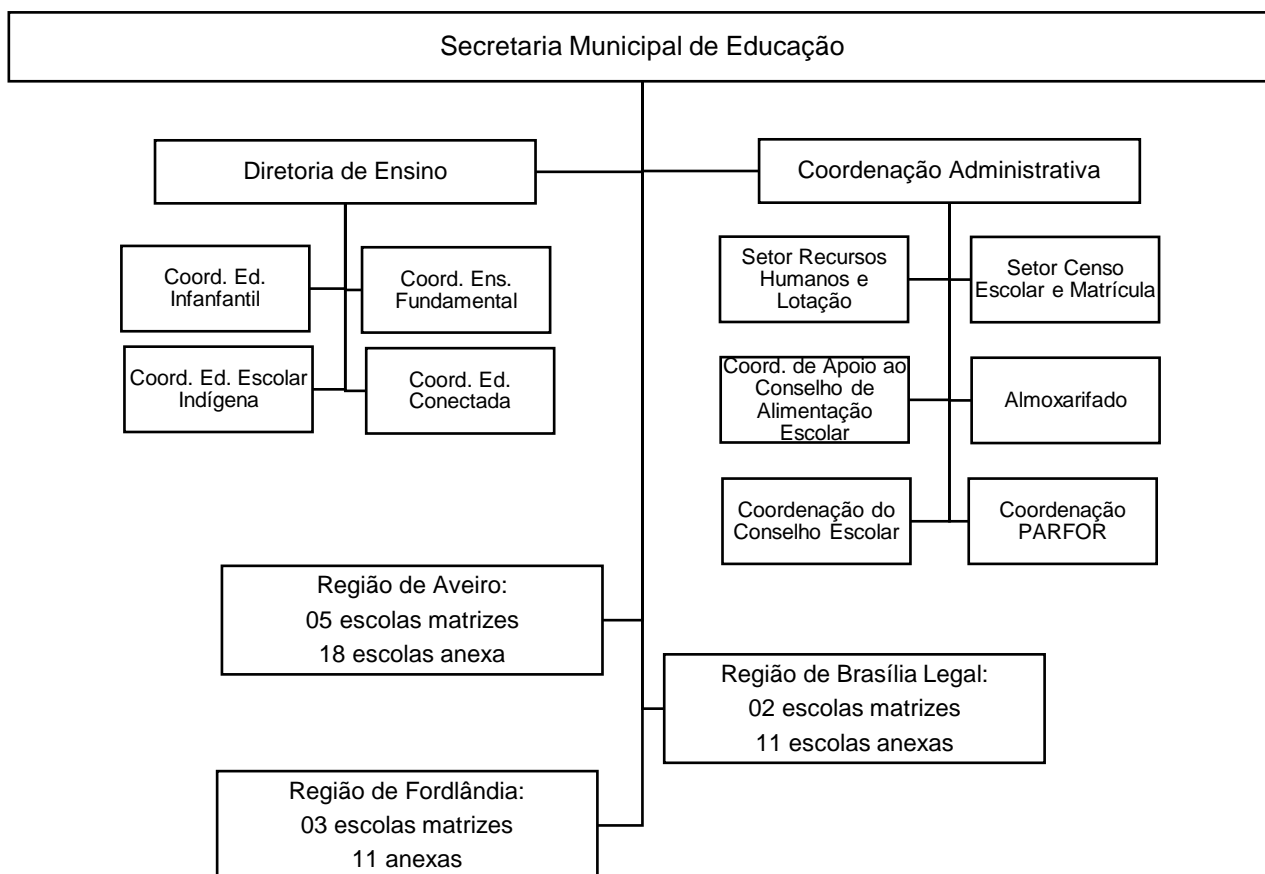 Secretaria Municipal de Educação
Diretoria de Ensino
Coordenação Administrativa
Coord. Ed.
Infanfantil
Coord. Ens.
Fundamental
Setor Recursos
Humanos e
Lotação
Setor Censo
Escolar e Matrícula
Coord. Ed. Escolar
Indígena
Coord. Ed.
Conectada
Coord. de Apoio ao
Conselho de
Alimentação
Escolar
Almoxarifado
Coordenação do
Conselho Escolar
Coordenação
PARFOR
Região de Aveiro:
05 escolas matrizes
18 escolas anexa
Região de Brasília Legal:
02 escolas matrizes
11 escolas anexas
Região de Fordlândia:
03 escolas matrizes
11 anexas